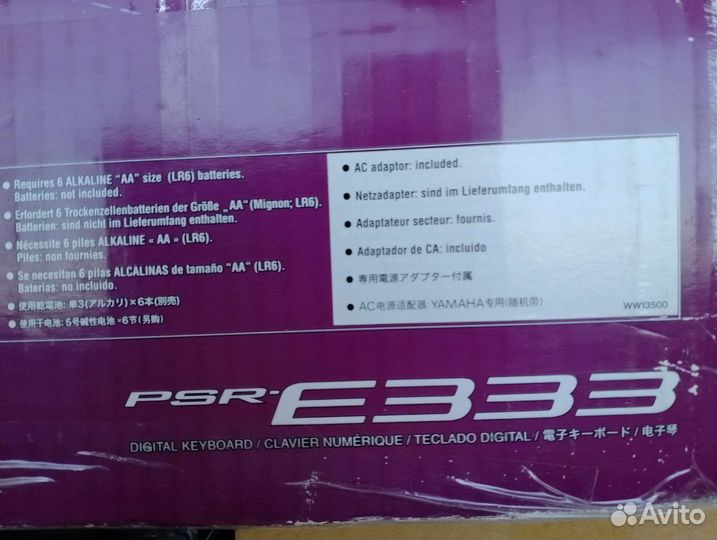 ● Requires 6 ALKALINE "AA" size (LR6) batteries.
Batteries: not included.
● Erfordert 6 Trockenzellenbatterien der Größe „AA" (Mignon; LR6).
Batterien: sind nicht im Lieferumfang enthalten.
● Nécessite 6 piles ALKALINE « AA » (LR6).
Piles: non fournies.
● Se necesitan 6 pilas ALCALINAS de tamaño "AA" (LR6).
Baterías: no incluido.
● 使用乾電池: 単3(アルカリ)×6本(別売)
● 使用干电池: 5号碱性电池 ×6节(另购)
● AC adaptor: included.
● Netzadapter: sind im Lieferumfang enthalten.
● Adaptateur secteur: fournis.
● Adaptador de CA: incluido
● 専用電源アダプター付属
● AC电源适配器: YAMAHA专用(随机带)
WW13500
PSR-E333
DIGITAL KEYBOARD / CLAVIER NUMÉRIQUE / TECLADO DIGITAL / 電子キーボード / 电子琴
Avito